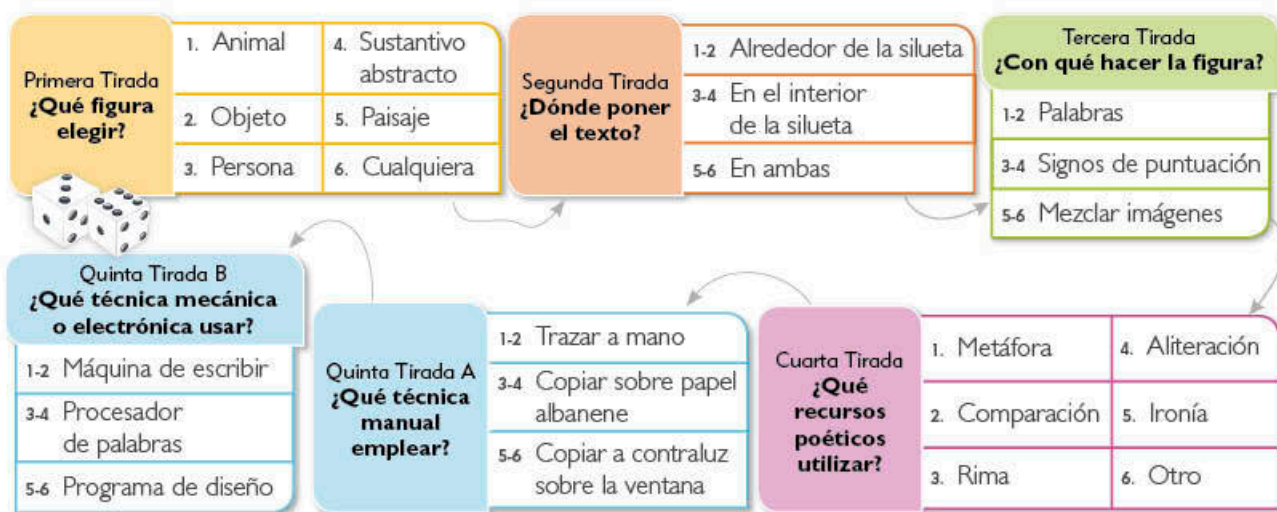 Primera Tirada
¿Qué figura
elegir?
1. Animal
4. Sustantivo
abstracto
2. Objeto
5. Paisaje
3. Persona
6. Cualquiera
Segunda Tirada
¿Dónde poner
el texto?
1-2 Alrededor de la silueta
3-4 En el interior
de la silueta
5-6 En ambas
Tercera Tirada
¿Con qué hacer la figura?
1-2 Palabras
3-4 Signos de puntuación
5-6 Mezclar imágenes
Cuarta Tirada
¿Qué
recursos
poéticos
utilizar?
1. Metáfora
4. Aliteración
2. Comparación
5. Ironía
3. Rima
6. Otro
Quinta Tirada A
¿Qué técnica
manual
emplear?
1-2 Trazar a mano
3-4 Copiar sobre papel
albanene
5-6 Copiar a contraluz
sobre la ventana
Quinta Tirada B
¿Qué técnica mecánica
o electrónica usar?
1-2 Máquina de escribir
3-4 Procesador
de palabras
5-6 Programa de diseño